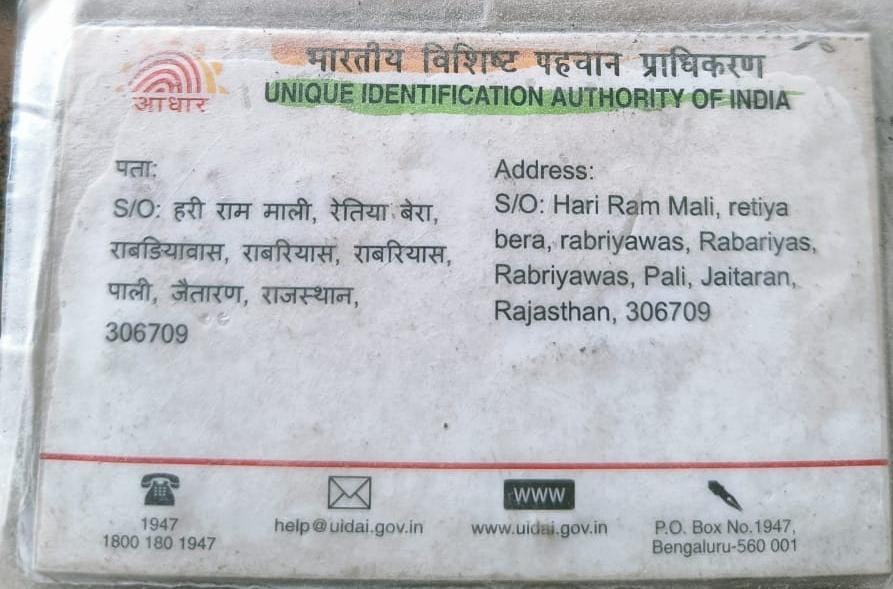 भारतीय विशिष्ट पहचान प्राधिकरण
UNIQUE IDENTIFICATION AUTHORITY OF INDIA
आधार
पता:
S/O: हरी राम माली, रेतिया बेरा,
राबडियावास, राबरियास, राबरियास,
पाली, जैतारण, राजस्थान,
306709
Address:
S/O: Hari Ram Mali, retiya
bera, rabriyawas, Rabariyas,
Rabriyawas, Pali, Jaitaran,
Rajasthan, 306709
1947
1800 180 1947
help@uidai.gov.in
WWW
www.uidai.gov.in
P.O. Box No.1947,
Bengaluru-560 001